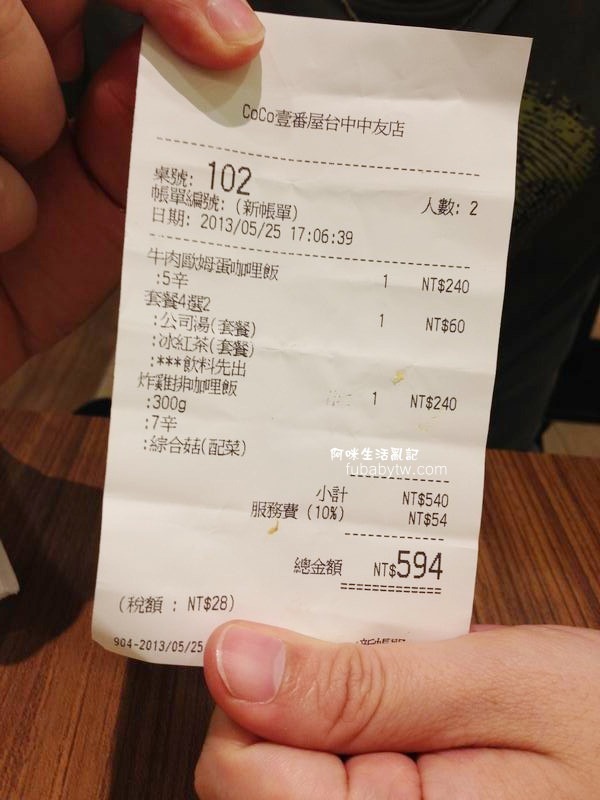 CoCo壹番屋台中中友店
桌號: 102 人數: 2
帳單編號: (新帳單)
日期: 2013/05/25 17:06:39
牛肉歐姆蛋咖哩飯 1 NT$240
:5辛
套餐4選2 1 NT$60
:公司湯(套餐)
:冰紅茶(套餐)
:***飲料先出
炸雞排咖哩飯 1 NT$240
:300g
:7辛
:綜合菇(配菜)
阿咪生活亂記
fubabytw.com
小計 NT$540
服務費 (10%) NT$54
總金額 NT$594
(稅額 : NT$28)
904-2013/05/25 新帳單